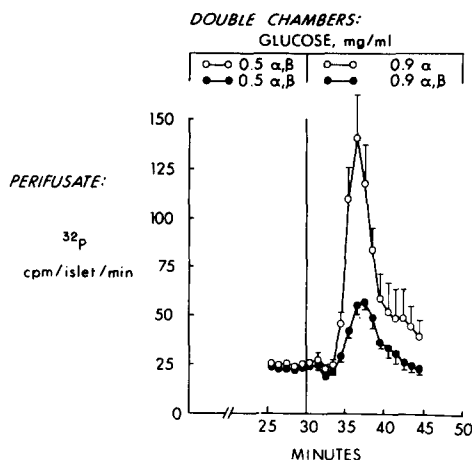 DOUBLE CHAMBERS:
GLUCOSE, mg/ml
0.5 α,β
0.9 α
0.5 α,β
0.9 α,β
150
125
PERIFUSATE:
100
32p
75
cpm/islet/min
50
25
0
25 30 35 40 45 50
MINUTES